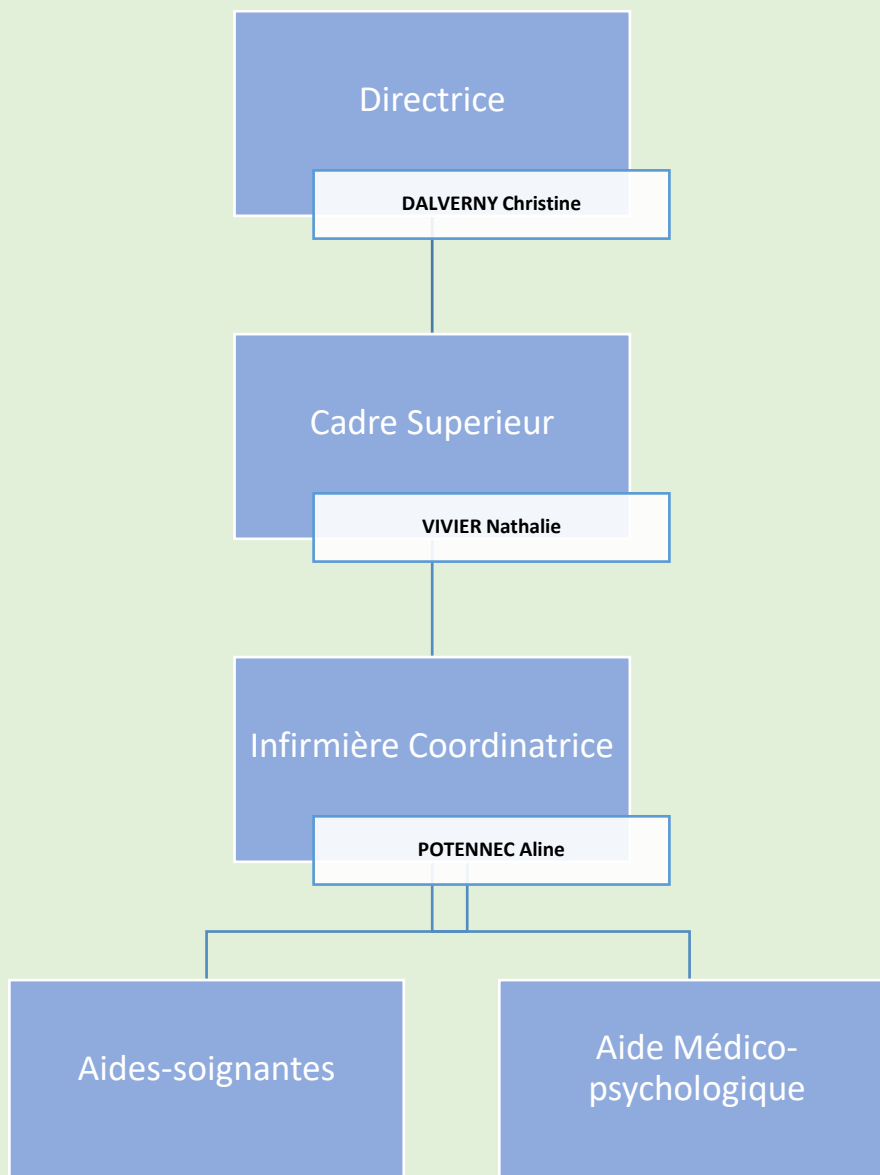 Directrice
DALVERNY Christine
Cadre Superieur
VIVIER Nathalie
Infirmière Coordinatrice
POTENNEC Aline
Aides-soignantes
Aide Médico-
psychologique